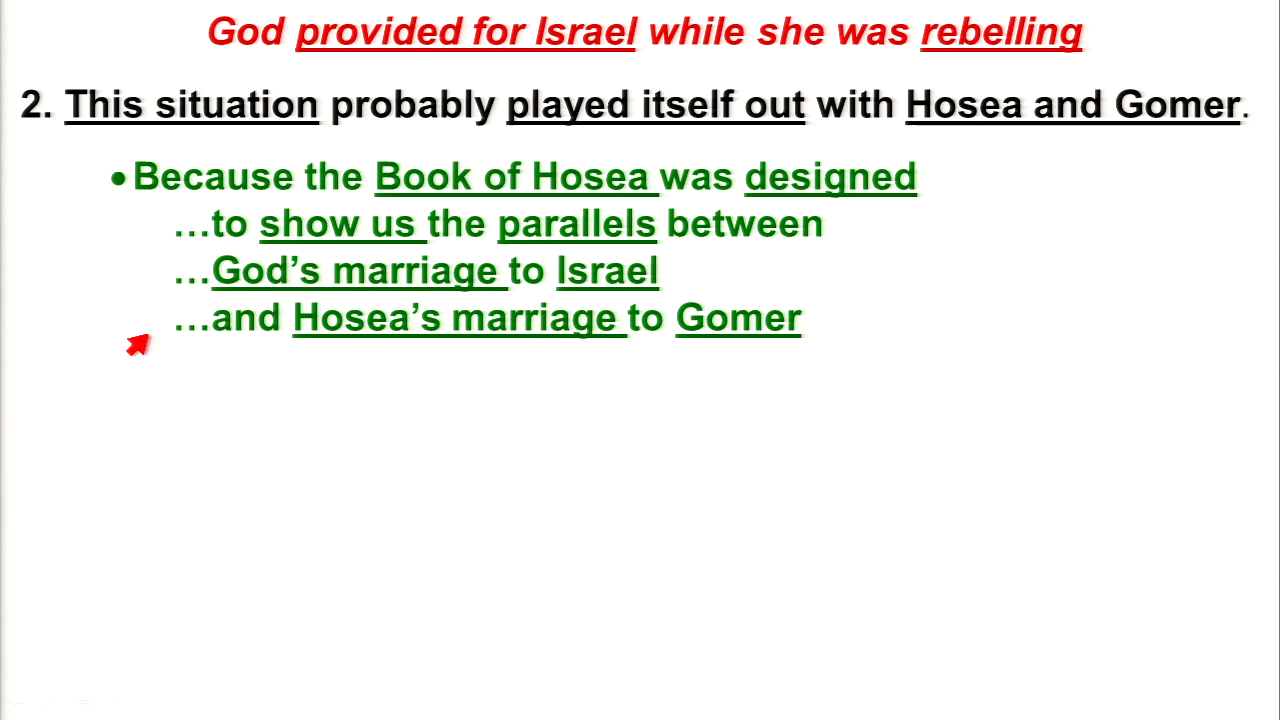 God provided for Israel while she was rebelling
2. This situation probably played itself out with Hosea and Gomer.
•Because the Book of Hosea was designed
…to show us the parallels between
…God’s marriage to Israel
…and Hosea’s marriage to Gomer